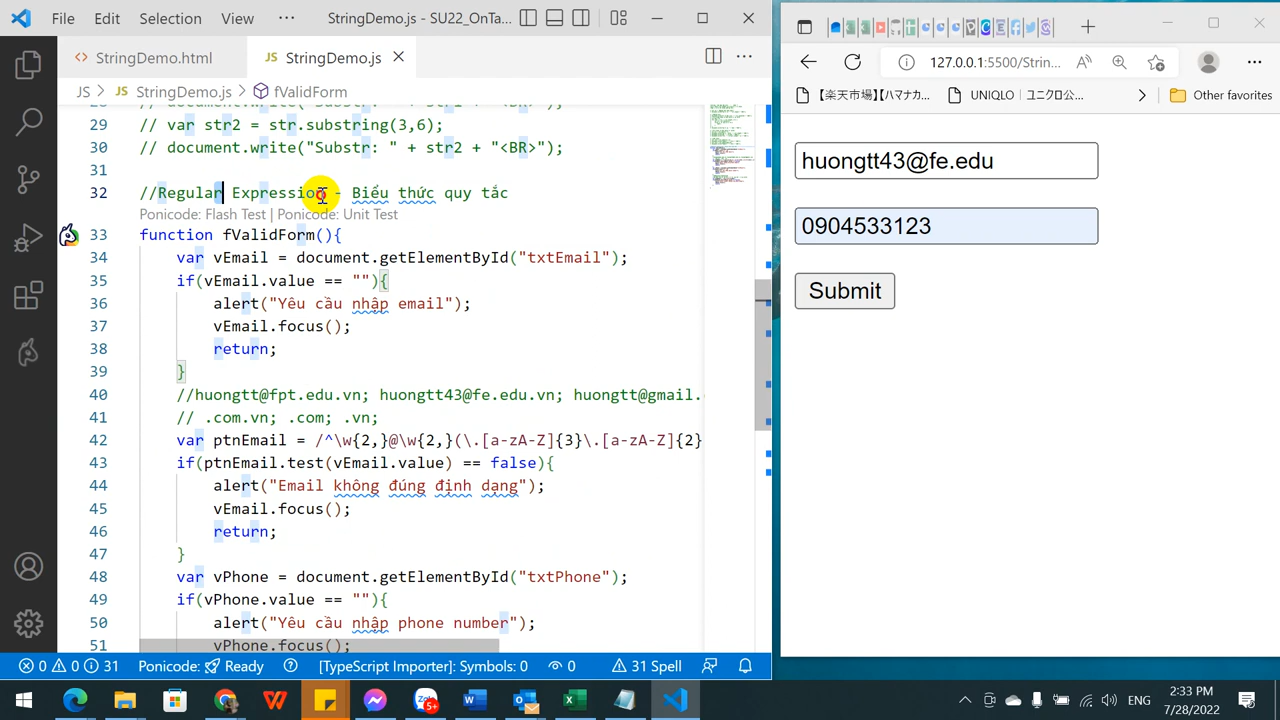 File Edit Selection View ··· StringDemo.js - SU22_OnTa...
StringDemo.html JS StringDemo.js
JS > JS StringDemo.js > fValidForm
// document.write("Substr: " + str1 + "<BR>");
29 // var str2 = str.substring(3,6);
30 // document.write("Substr: " + str2 + "<BR>");
31
32 //Regular Expression - Biểu thức quy tắc
Ponicode: Flash Test | Ponicode: Unit Test
33 function fValidForm(){
34 var vEmail = document.getElementById("txtEmail");
35 if(vEmail.value == ""){
36 alert("Yêu cầu nhập email");
37 vEmail.focus();
38 return;
39 }
40 //huongtt@fpt.edu.vn; huongtt43@fe.edu.vn; huongtt@gmail.
41 // .com.vn; .com; .vn;
42 var ptnEmail = /^\w{2,}@\w{2,}(\.[a-zA-Z]{3}\.[a-zA-Z]{2}
43 if(ptnEmail.test(vEmail.value) == false){
44 alert("Email không đúng định dạng");
45 vEmail.focus();
46 return;
47 }
48 var vPhone = document.getElementById("txtPhone");
49 if(vPhone.value == ""){
50 alert("Yêu cầu nhập phone number");
51 vPhone.focus();
0 0 31 Ponicode: Ready [TypeScript Importer]: Symbols: 0 0 31 Spell
127.0.0.1:5500/Strin...
【楽天市場】【ハマナカ... UNIQLO | ユニクロ公... Other favorites
huongtt43@fe.edu
0904533123
Submit
5+ ENG 2:33 PM
7/28/2022